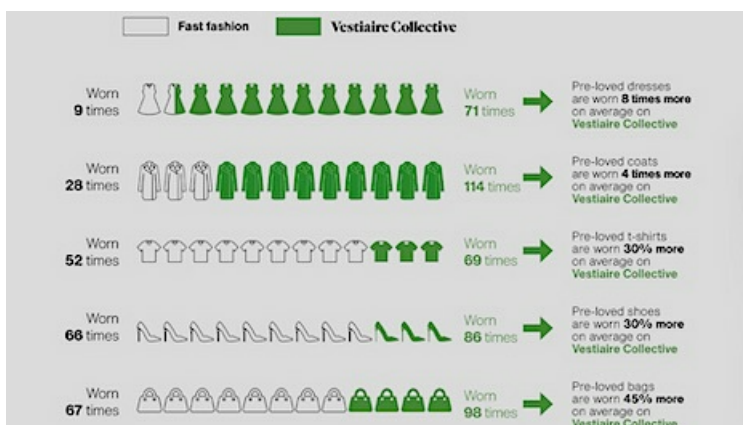 Fast fashion
Vestiaire Collective
Worn
9 times
Worn
71 times
Pre-loved dresses
are worn 8 times more
on average on
Vestiaire Collective
Worn
28 times
Worn
114 times
Pre-loved coats
are worn 4 times more
on average on
Vestiaire Collective
Worn
52 times
Worn
69 times
Pre-loved t-shirts
are worn 30% more
on average on
Vestiaire Collective
Worn
66 times
Worn
86 times
Pre-loved shoes
are worn 30% more
on average on
Vestiaire Collective
Worn
67 times
Worn
98 times
Pre-loved bags
are worn 45% more
on average on
Vestiaire Collective